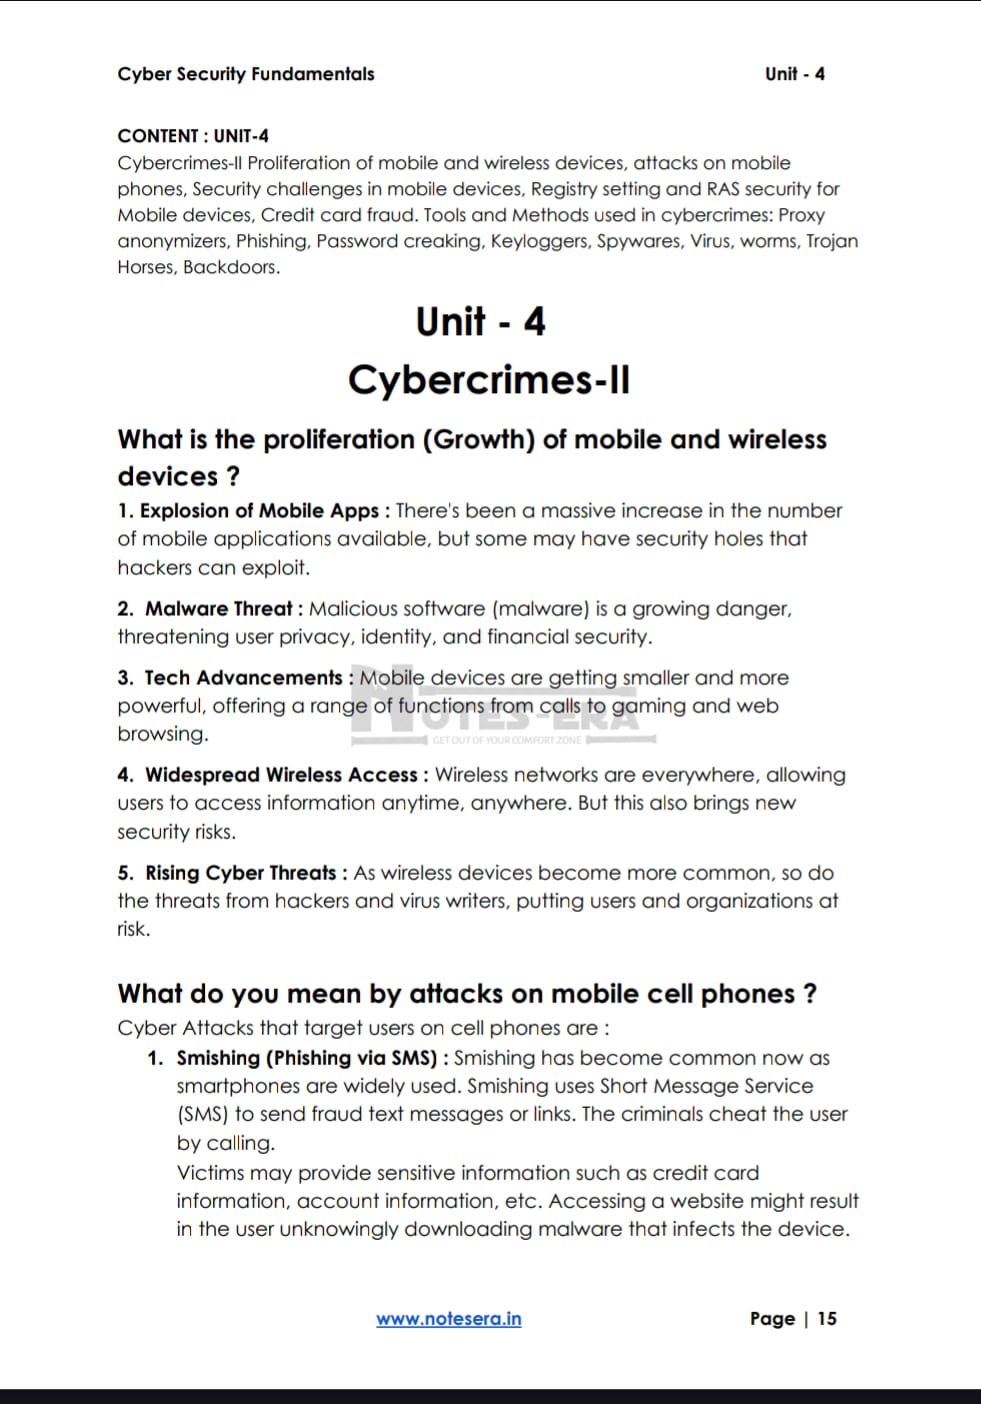 Cyber Security Fundamentals Unit - 4
CONTENT : UNIT-4
Cybercrimes-II Proliferation of mobile and wireless devices, attacks on mobile
phones, Security challenges in mobile devices, Registry setting and RAS security for
Mobile devices, Credit card fraud. Tools and Methods used in cybercrimes: Proxy
anonymizers, Phishing, Password creaking, Keyloggers, Spywares, Virus, worms, Trojan
Horses, Backdoors.
Unit - 4
Cybercrimes-II
What is the proliferation (Growth) of mobile and wireless
devices ?
1. Explosion of Mobile Apps : There's been a massive increase in the number
of mobile applications available, but some may have security holes that
hackers can exploit.
2. Malware Threat : Malicious software (malware) is a growing danger,
threatening user privacy, identity, and financial security.
3. Tech Advancements : Mobile devices are getting smaller and more
powerful, offering a range of functions from calls to gaming and web
browsing.
NOTES-ERA
GET OUT OF YOUR COMFORT ZONE
4. Widespread Wireless Access : Wireless networks are everywhere, allowing
users to access information anytime, anywhere. But this also brings new
security risks.
5. Rising Cyber Threats : As wireless devices become more common, so do
the threats from hackers and virus writers, putting users and organizations at
risk.
What do you mean by attacks on mobile cell phones ?
Cyber Attacks that target users on cell phones are :
1. Smishing (Phishing via SMS) : Smishing has become common now as
smartphones are widely used. Smishing uses Short Message Service
(SMS) to send fraud text messages or links. The criminals cheat the user
by calling.
Victims may provide sensitive information such as credit card
information, account information, etc. Accessing a website might result
in the user unknowingly downloading malware that infects the device.
www.notesera.in Page | 15